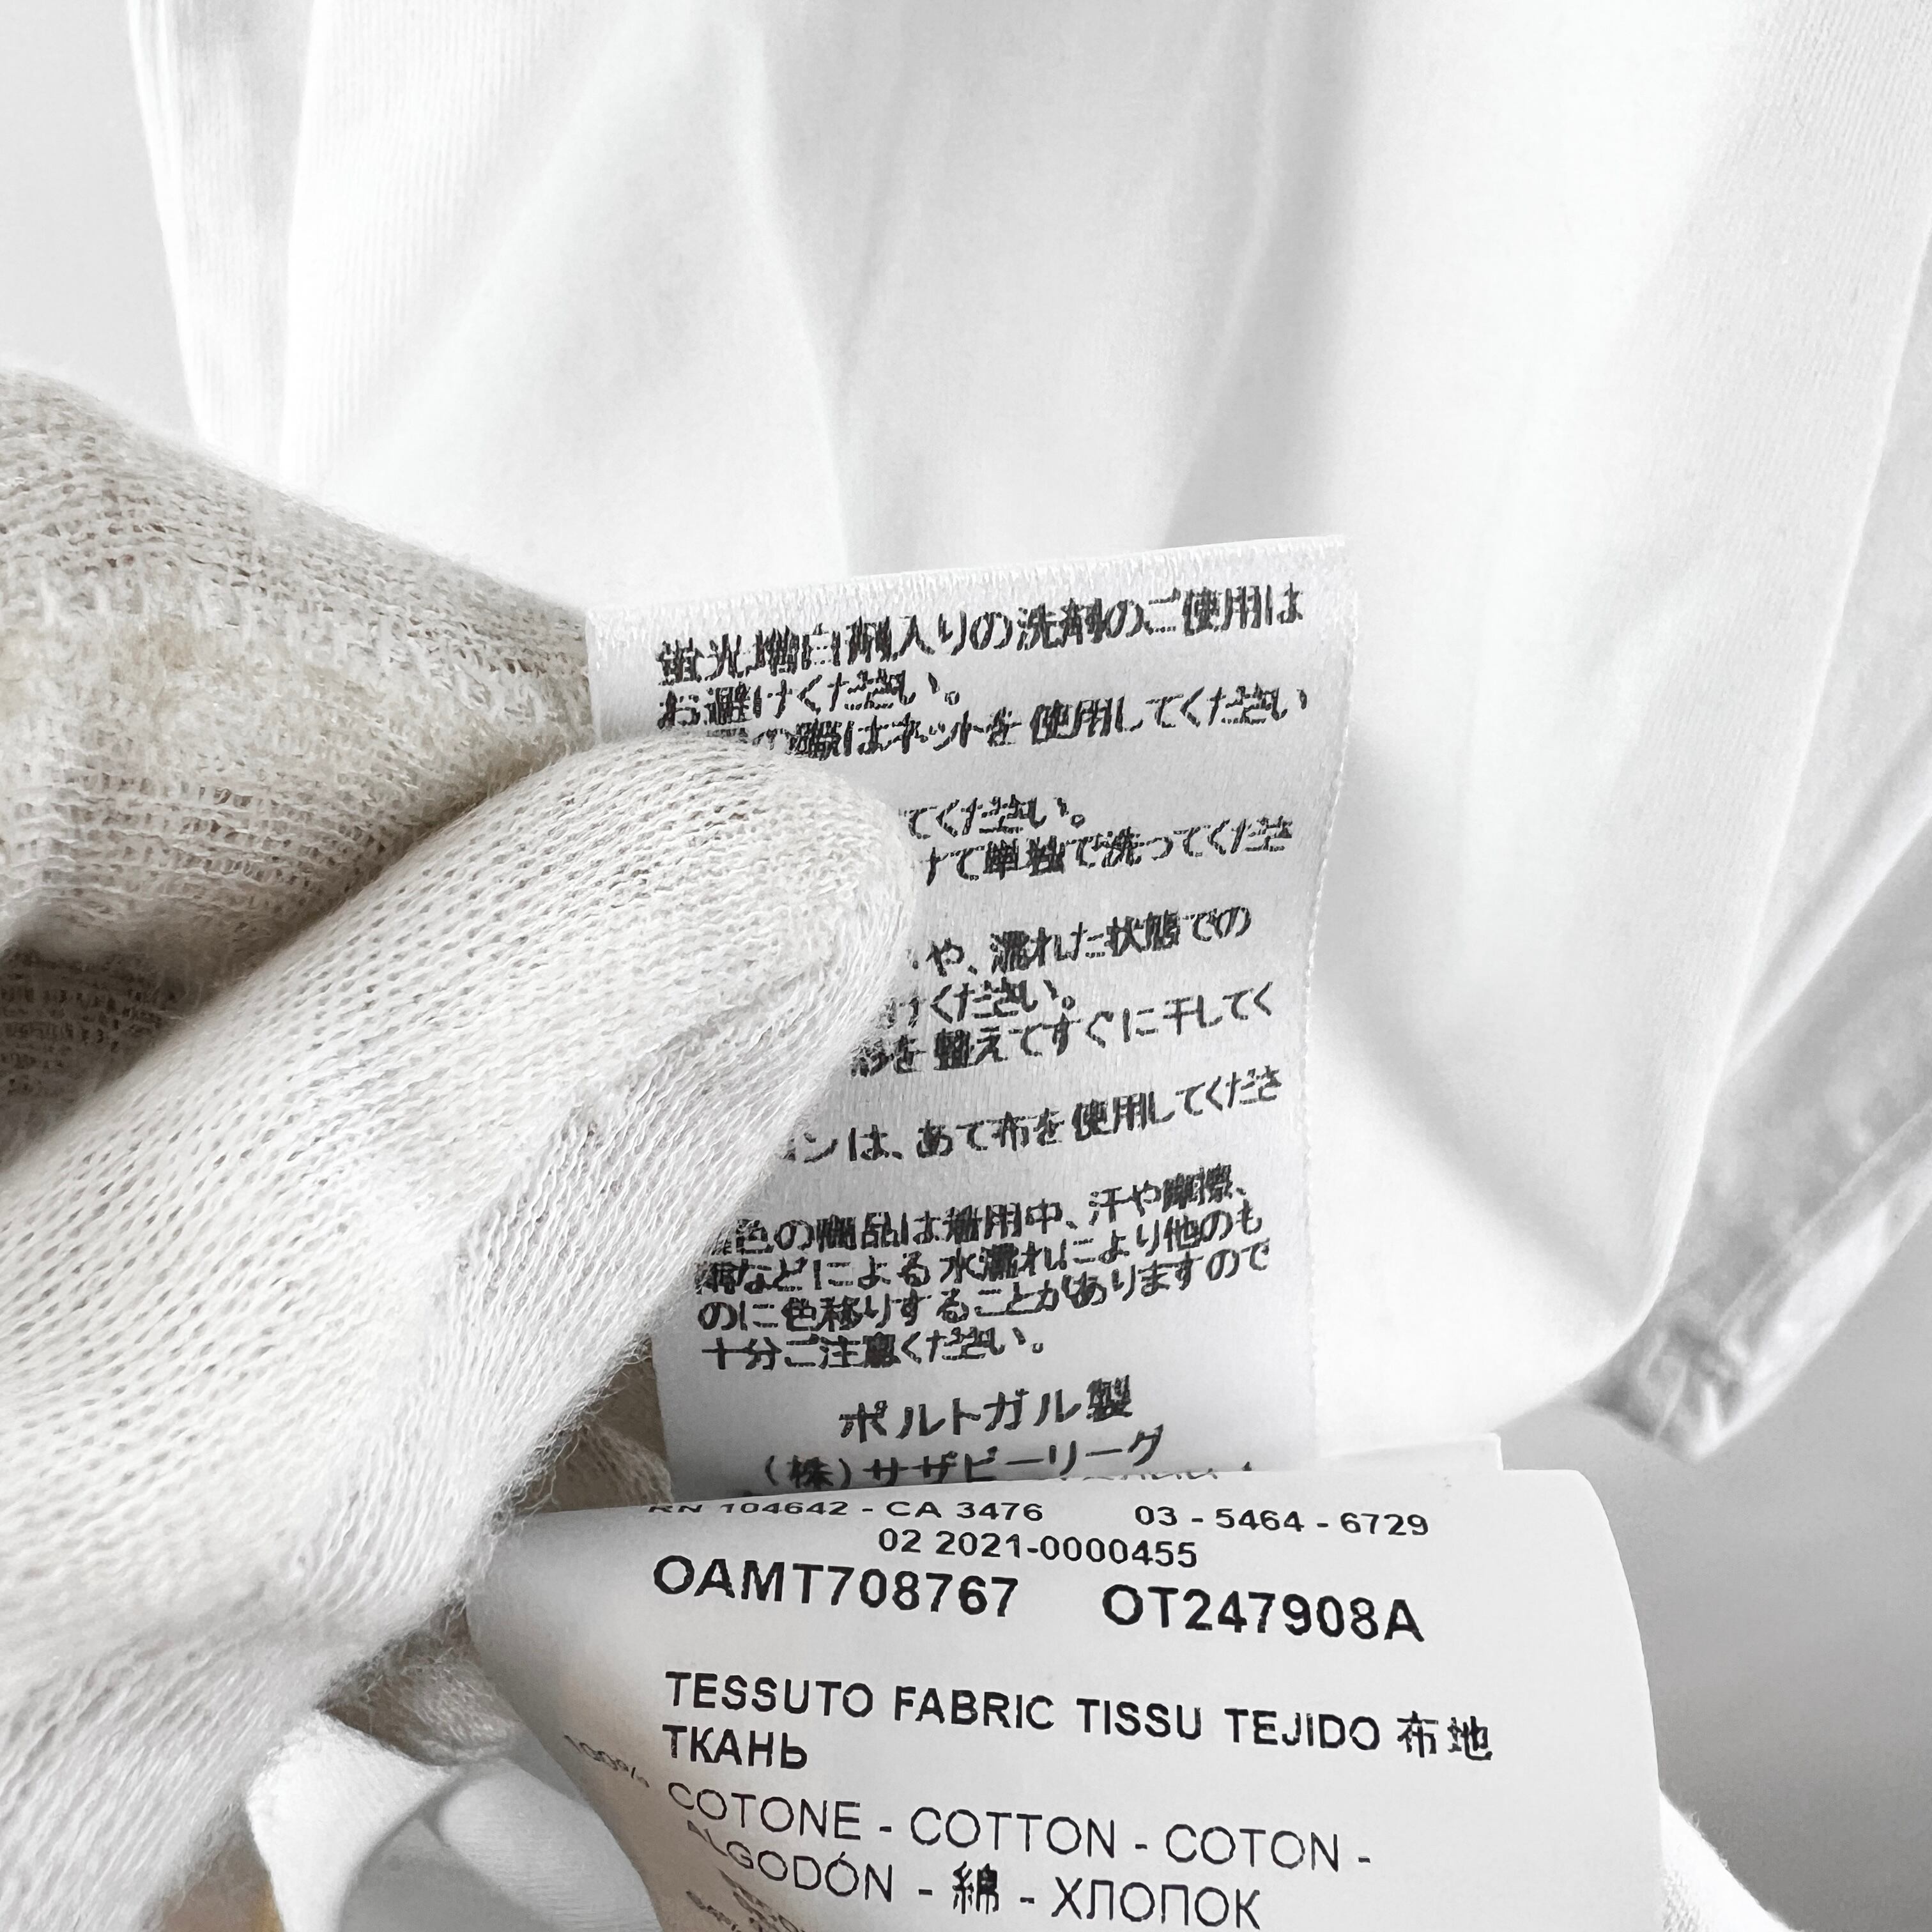 蛍光増白剤入りの洗剤のご使用は
お避けください。
の際はネットを使用してください
てください。
けて単独で洗ってくださ
や、濡れた状態での
けください。
を整えてすぐに干してく
ンは、あて布を使用してくださ
色の商品は着用中、汗や摩擦、
雨などによる水濡れにより他のも
のに色移りすることがありますので
十分ご注意ください。
ポルトガル製
(株)サザビーリーグ
RN 104642 - CA 3476 03 - 5464 - 6729
02 2021-0000455
OAMT708767 OT247908A
TESSUTO FABRIC TISSU TEJIDO 布地
ТКАНЬ
100% COTONE - COTTON - COTON -
ALGODÓN - 綿 - ХЛОПОК